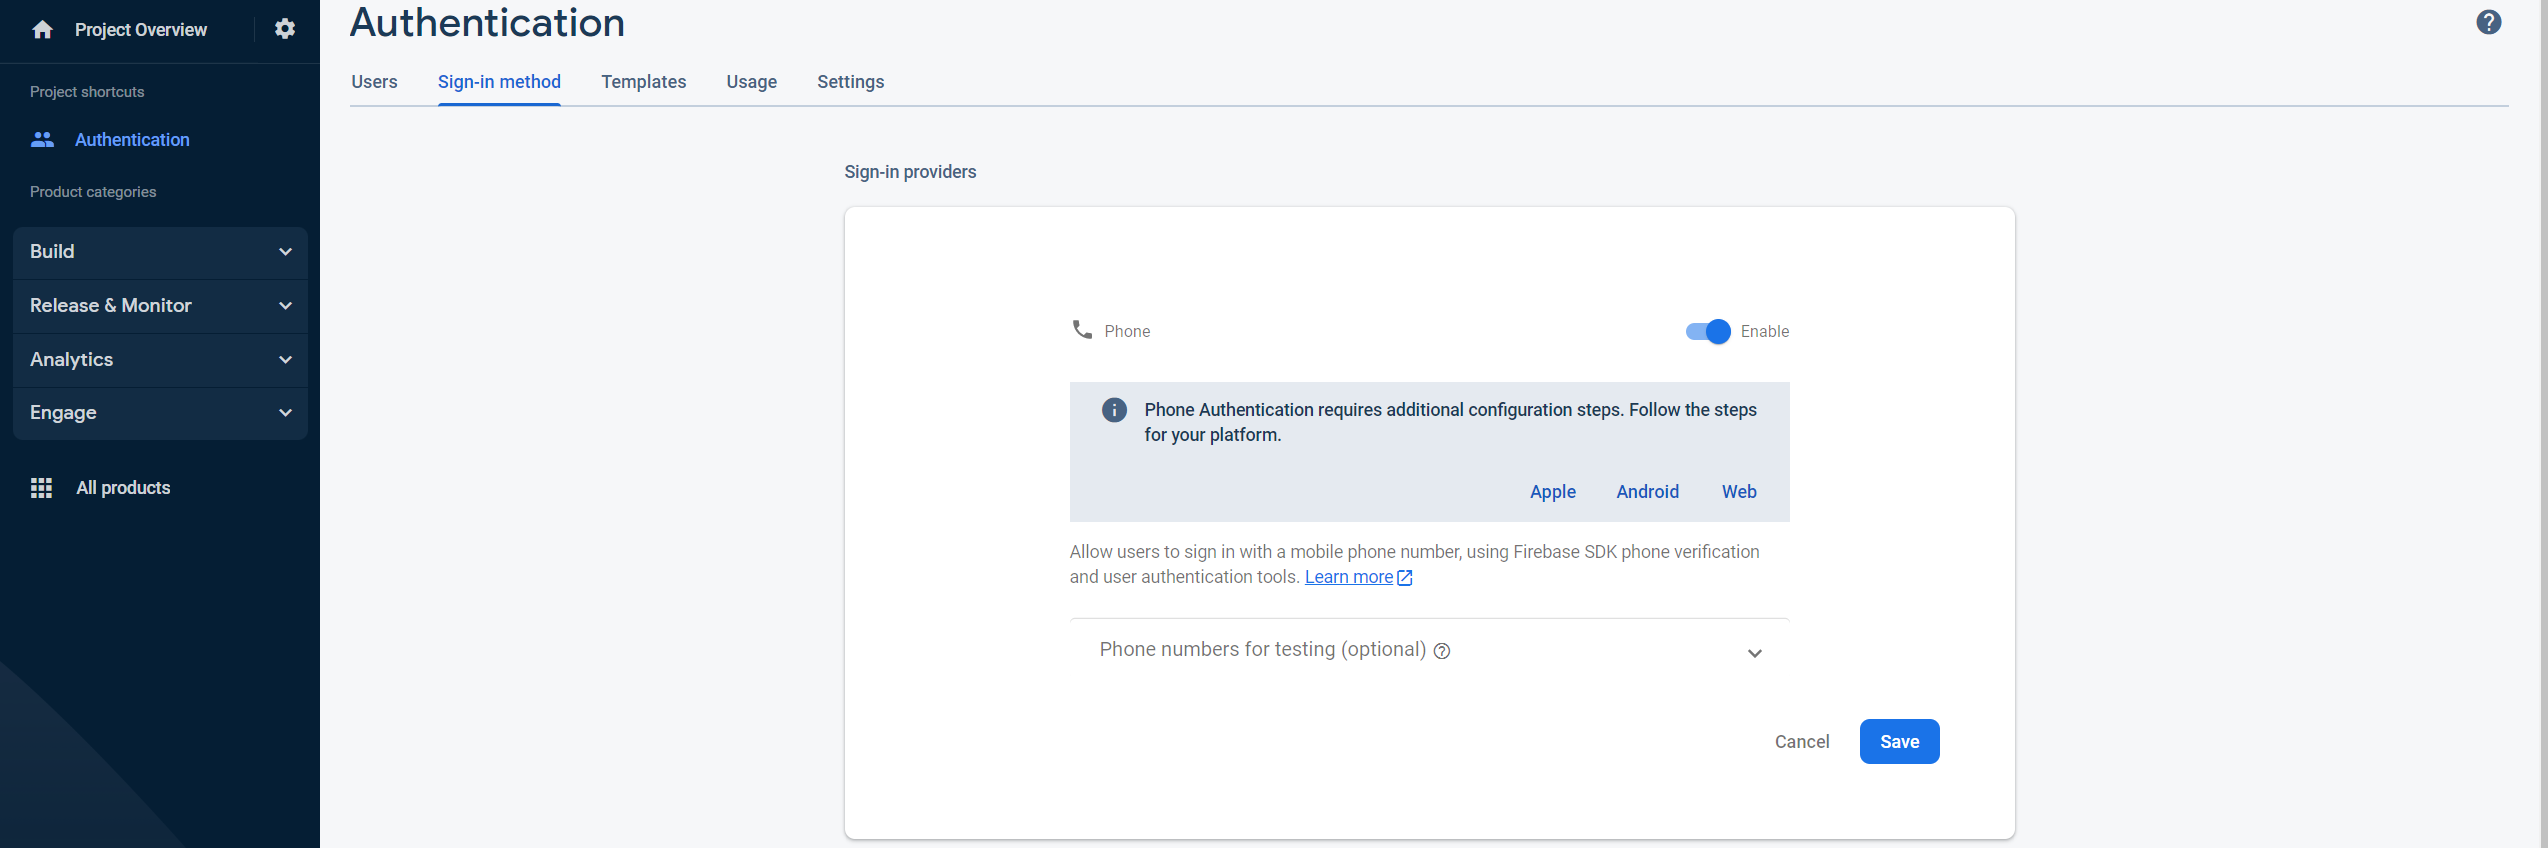 Project Overview
Project shortcuts
Authentication
Product categories
Build
Release & Monitor
Analytics
Engage
All products
Authentication
Users Sign-in method Templates Usage Settings
Sign-in providers
Phone Enable
Phone Authentication requires additional configuration steps. Follow the steps
for your platform.
Apple Android Web
Allow users to sign in with a mobile phone number, using Firebase SDK phone verification
and user authentication tools. Learn more
Phone numbers for testing (optional)
Cancel Save